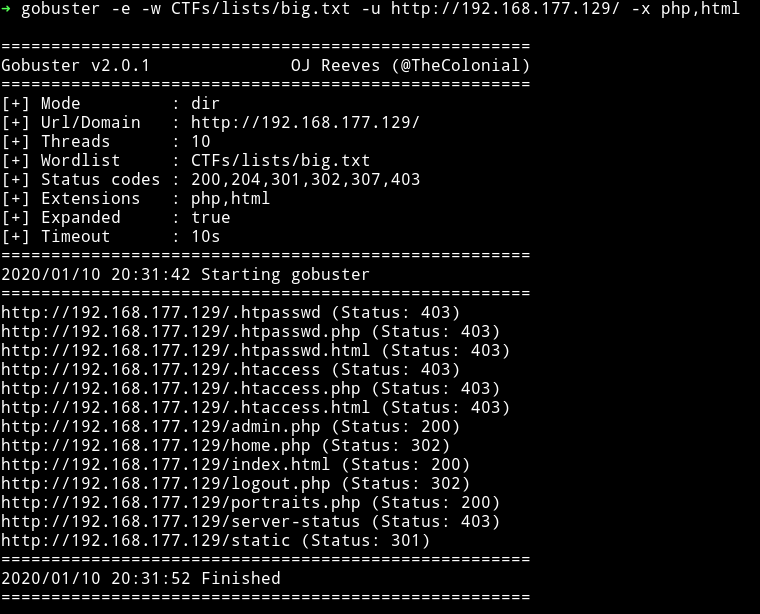 ➜ gobuster -e -w CTFs/lists/big.txt -u http://192.168.177.129/ -x php,html
=====================================================
Gobuster v2.0.1              OJ Reeves (@TheColonial)
=====================================================
[+] Mode         : dir
[+] Url/Domain   : http://192.168.177.129/
[+] Threads      : 10
[+] Wordlist     : CTFs/lists/big.txt
[+] Status codes : 200,204,301,302,307,403
[+] Extensions   : php,html
[+] Expanded     : true
[+] Timeout      : 10s
=====================================================
2020/01/10 20:31:42 Starting gobuster
=====================================================
http://192.168.177.129/.htpasswd (Status: 403)
http://192.168.177.129/.htpasswd.php (Status: 403)
http://192.168.177.129/.htpasswd.html (Status: 403)
http://192.168.177.129/.htaccess (Status: 403)
http://192.168.177.129/.htaccess.php (Status: 403)
http://192.168.177.129/.htaccess.html (Status: 403)
http://192.168.177.129/admin.php (Status: 200)
http://192.168.177.129/home.php (Status: 302)
http://192.168.177.129/index.html (Status: 200)
http://192.168.177.129/logout.php (Status: 302)
http://192.168.177.129/portraits.php (Status: 200)
http://192.168.177.129/server-status (Status: 403)
http://192.168.177.129/static (Status: 301)
=====================================================
2020/01/10 20:31:52 Finished
=====================================================